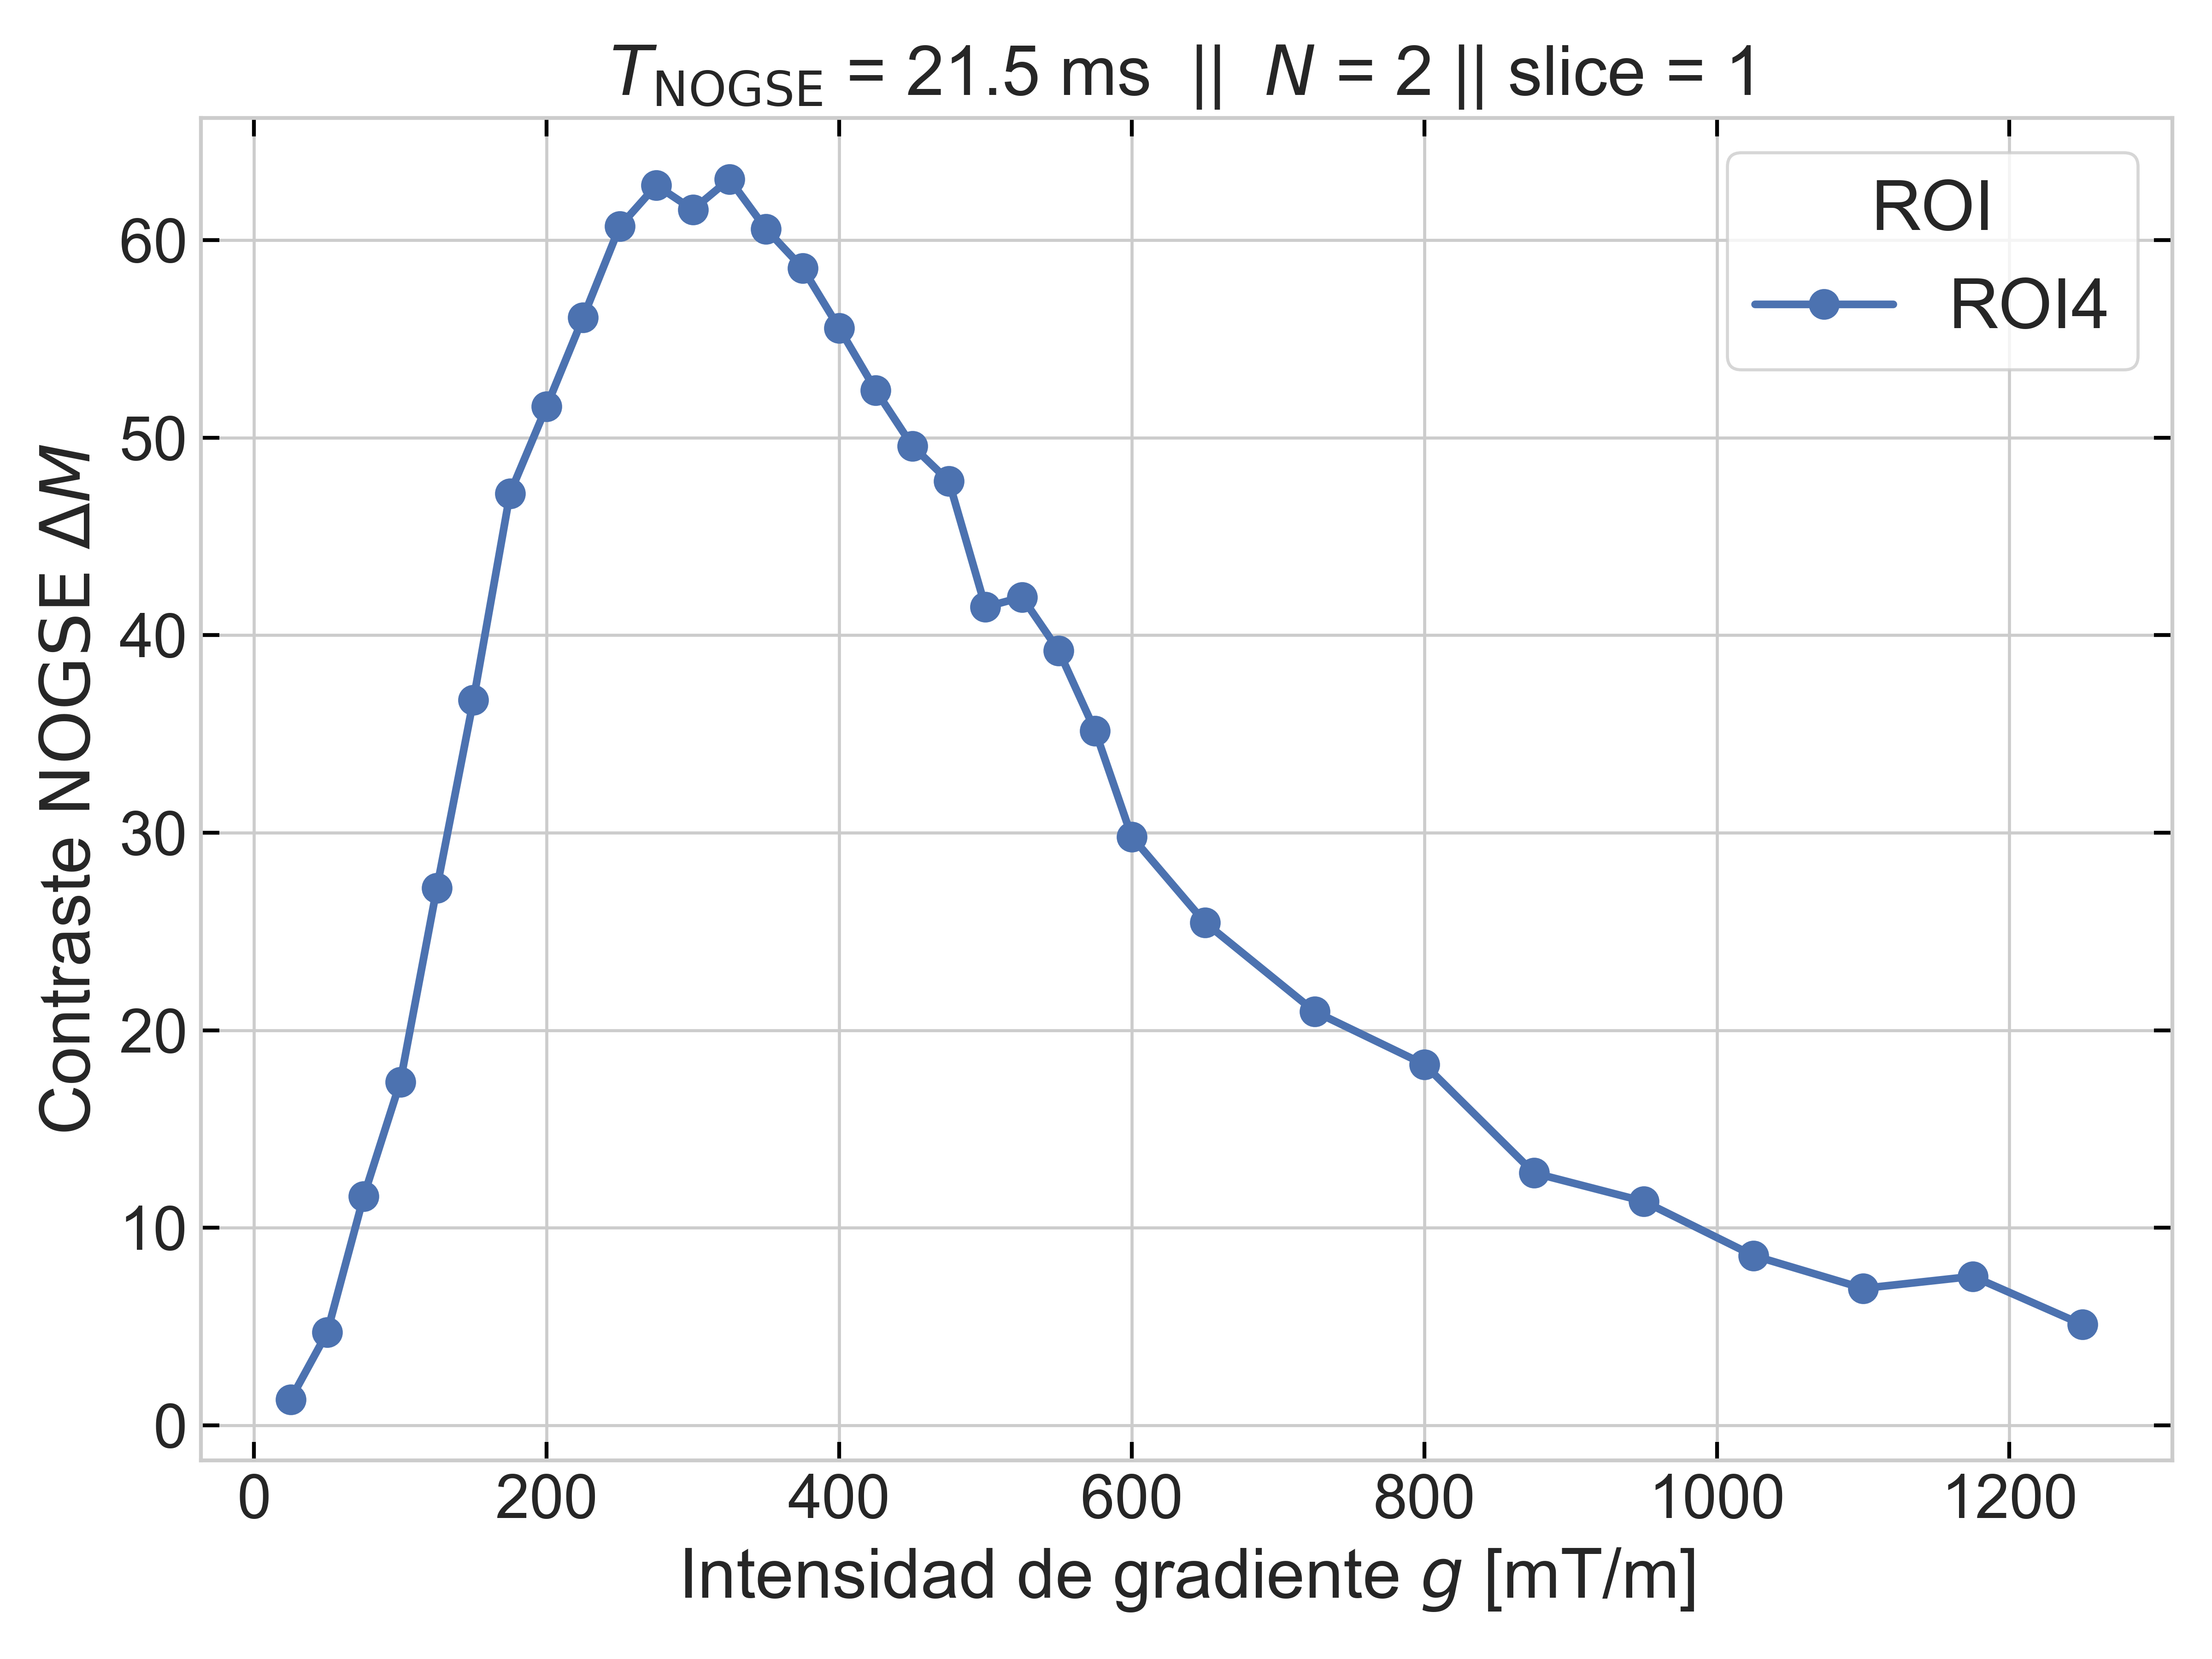 T_NOGSE = 21.5 ms || N = 2 || slice = 1
ROI
ROI4
Contraste NOGSE ΔM
60
50
40
30
20
10
0
0 200 400 600 800 1000 1200
Intensidad de gradiente g [mT/m]